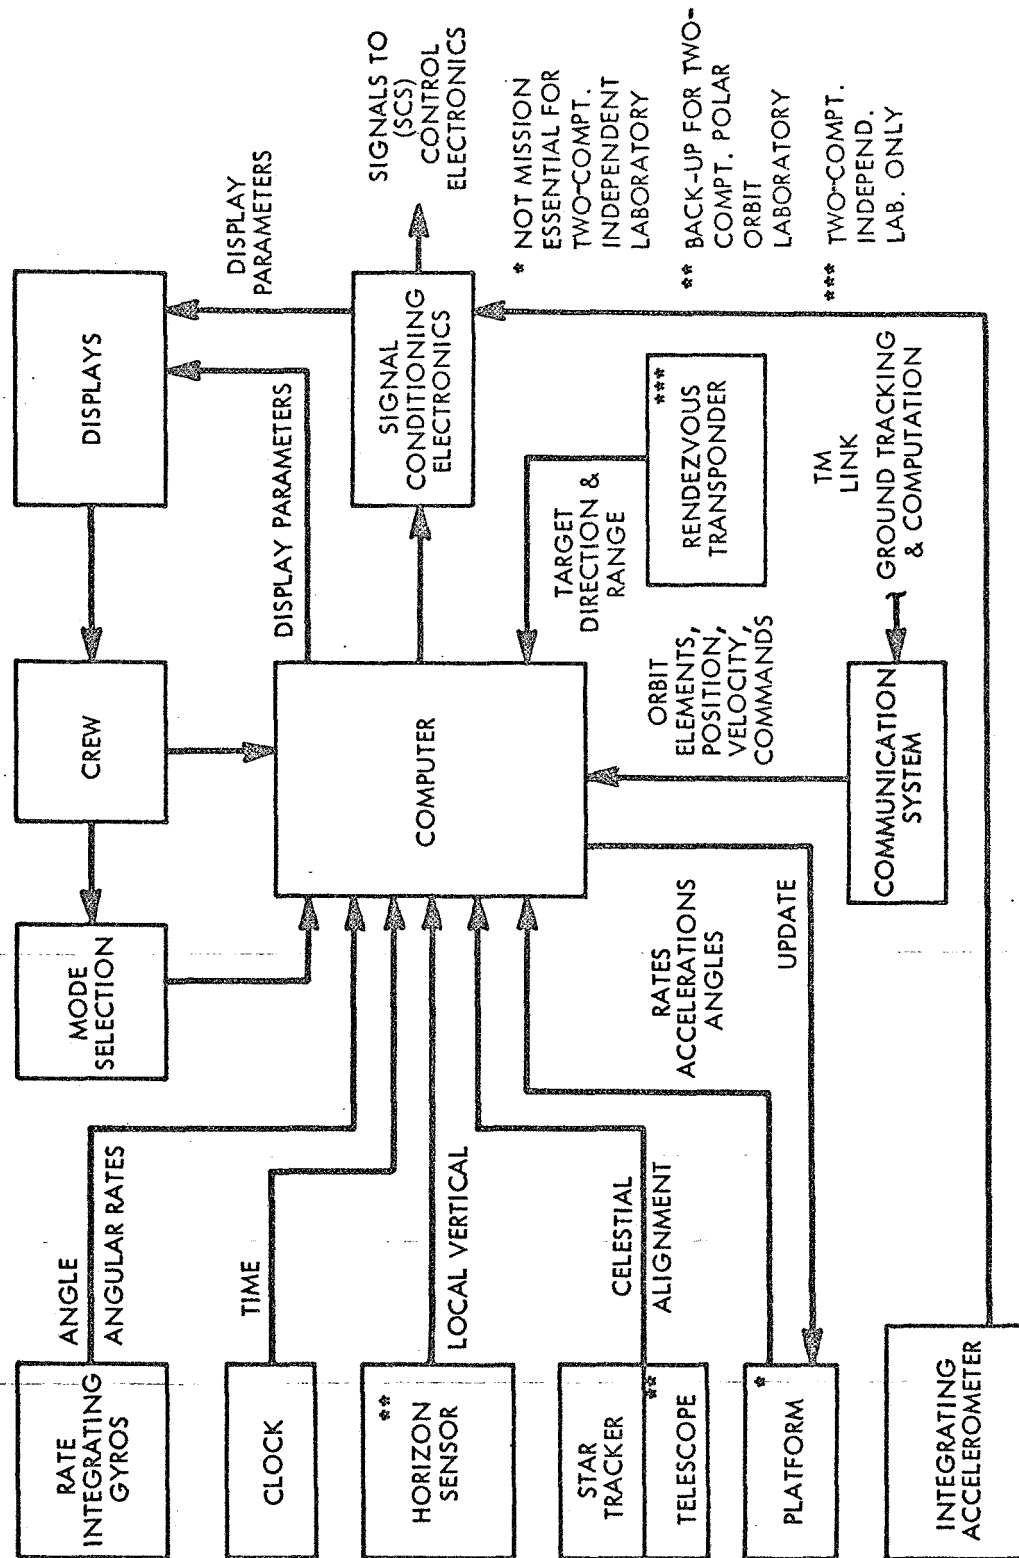 RATE
INTEGRATING
GYROS
ANGLE
ANGULAR RATES
MODE
SELECTION
CREW
DISPLAYS
DISPLAY
PARAMETERS
CLOCK
TIME
DISPLAY PARAMETERS
HORIZON
SENSOR
**
LOCAL VERTICAL
COMPUTER
SIGNAL
CONDITIONING
ELECTRONICS
SIGNALS TO
(SCS)
CONTROL
ELECTRONICS
STAR
TRACKER
**
TELESCOPE
CELESTIAL
ALIGNMENT
TARGET
DIRECTION &
RANGE
* NOT MISSION
ESSENTIAL FOR
TWO-COMPT.
INDEPENDENT
LABORATORY
PLATFORM
*
RATES
ACCELERATIONS
ANGLES
UPDATE
ORBIT
ELEMENTS,
POSITION,
VELOCITY,
COMMANDS
RENDEZVOUS
TRANSPONDER
***
** BACK-UP FOR TWO-
COMPT. POLAR
ORBIT
LABORATORY
COMMUNICATION
SYSTEM
TM
LINK
GROUND TRACKING
& COMPUTATION
*** TWO-COMPT.
INDEPEND.
LAB. ONLY
INTEGRATING
ACCELEROMETER